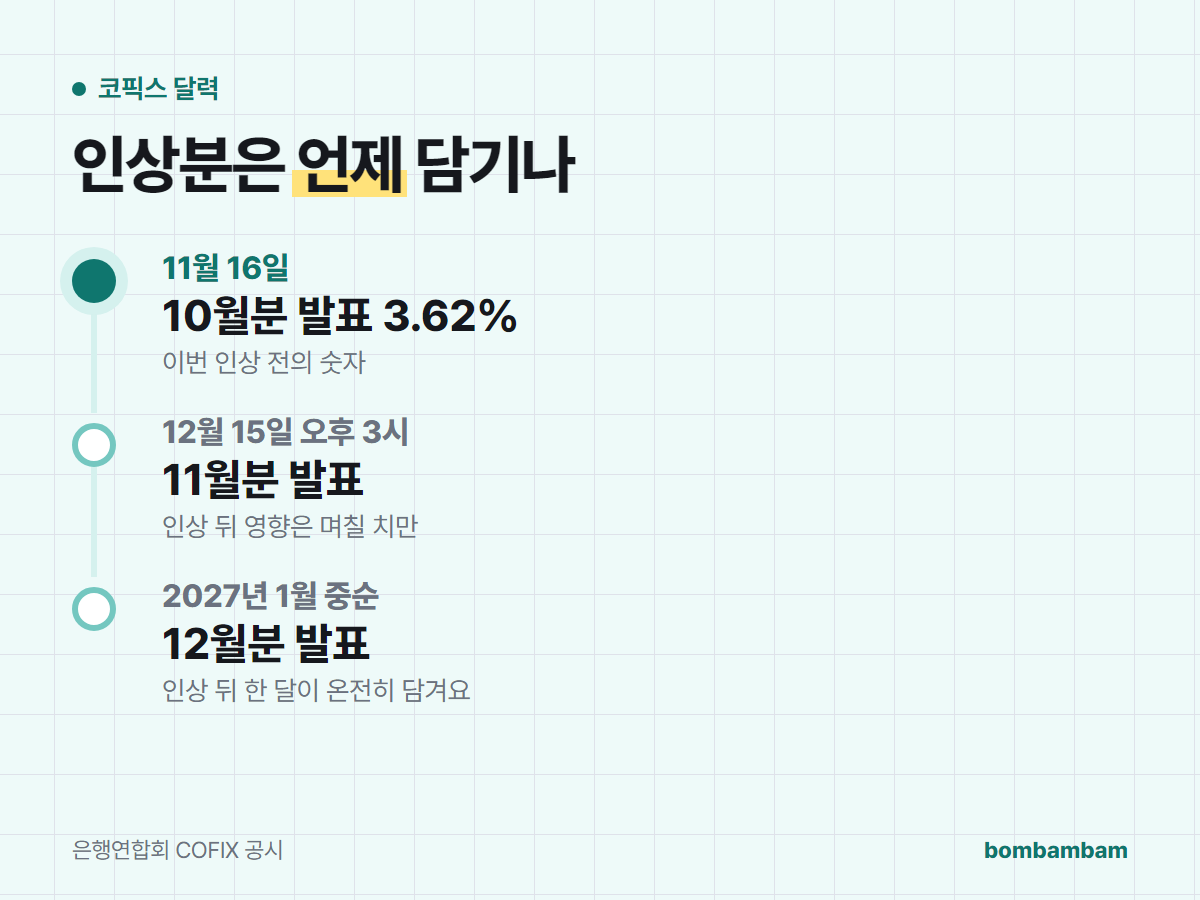 코픽스 달력
인상분은 언제 담기나
11월 16일
10월분 발표 3.62%
이번 인상 전의 숫자
12월 15일 오후 3시
11월분 발표
인상 뒤 영향은 며칠 치만
2027년 1월 중순
12월분 발표
인상 뒤 한 달이 온전히 담겨요
은행연합회 COFIX 공시
bombambam